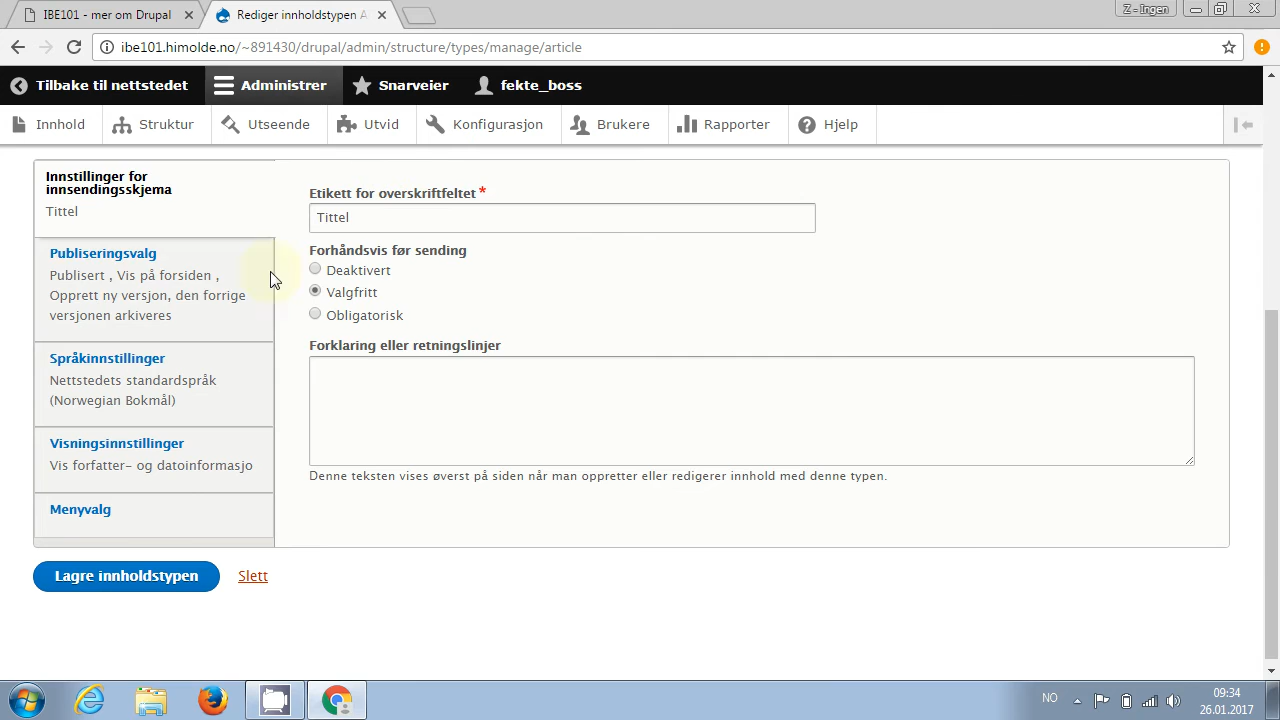 IBE101 - mer om Drupal
Rediger innholdstypen A
Z - Ingen
ibe101.himolde.no/~891430/drupal/admin/structure/types/manage/article
Tilbake til nettstedet
Administrer
Snarveier
fekte_boss
Innhold
Struktur
Utseende
Utvid
Konfigurasjon
Brukere
Rapporter
Hjelp
Innstillinger for
innsendingsskjema
Tittel
Publiseringsvalg
Publisert , Vis på forsiden ,
Opprett ny versjon, den forrige
versjonen arkiveres
Språkinnstillinger
Nettstedets standardspråk
(Norwegian Bokmål)
Visningsinnstillinger
Vis forfatter- og datoinformasjo
Menyvalg
Etikett for overskriftfeltet *
Tittel
Forhåndsvis før sending
Deaktivert
Valgfritt
Obligatorisk
Forklaring eller retningslinjer
Denne teksten vises øverst på siden når man oppretter eller redigerer innhold med denne typen.
Lagre innholdstypen
Slett
NO
09:34
26.01.2017